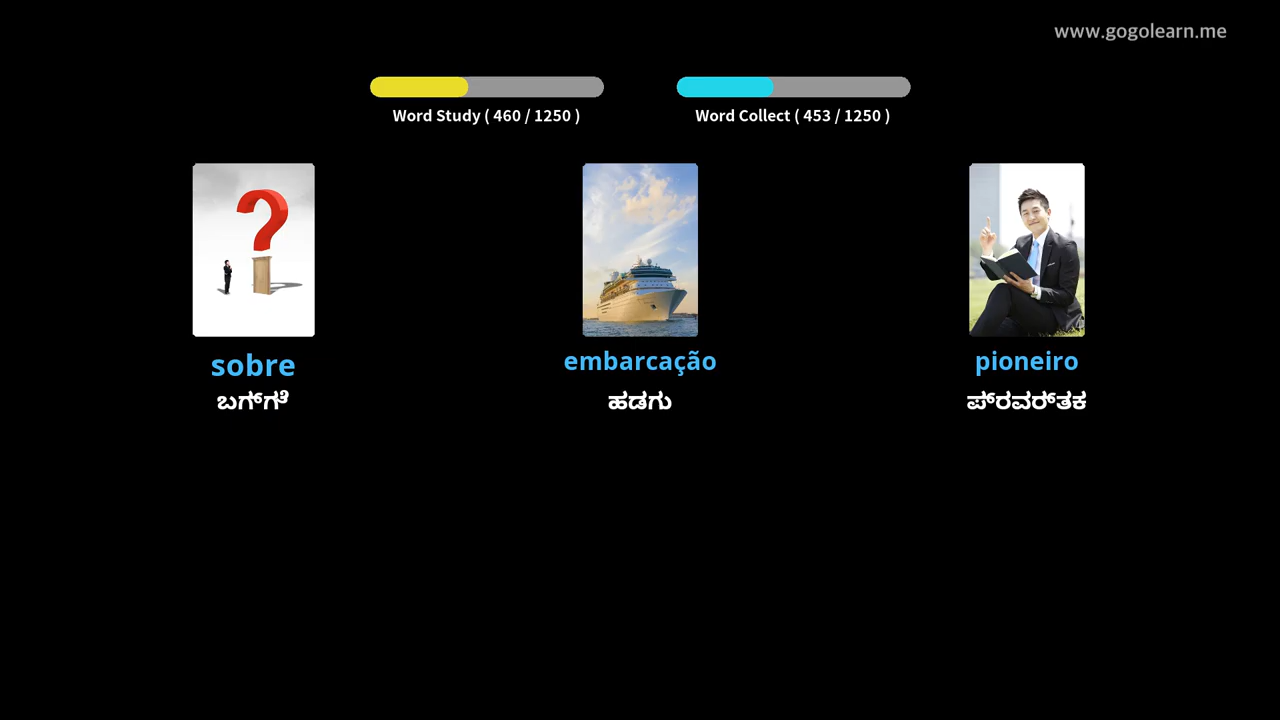 www.gogolearn.me
Word Study ( 460 / 1250 )
Word Collect ( 453 / 1250 )
sobre
embarcação
pioneiro
ಬಗ್‌ಗೆ
ಹಡಗು
ಪ್‌ರವರ್‌ತಕ